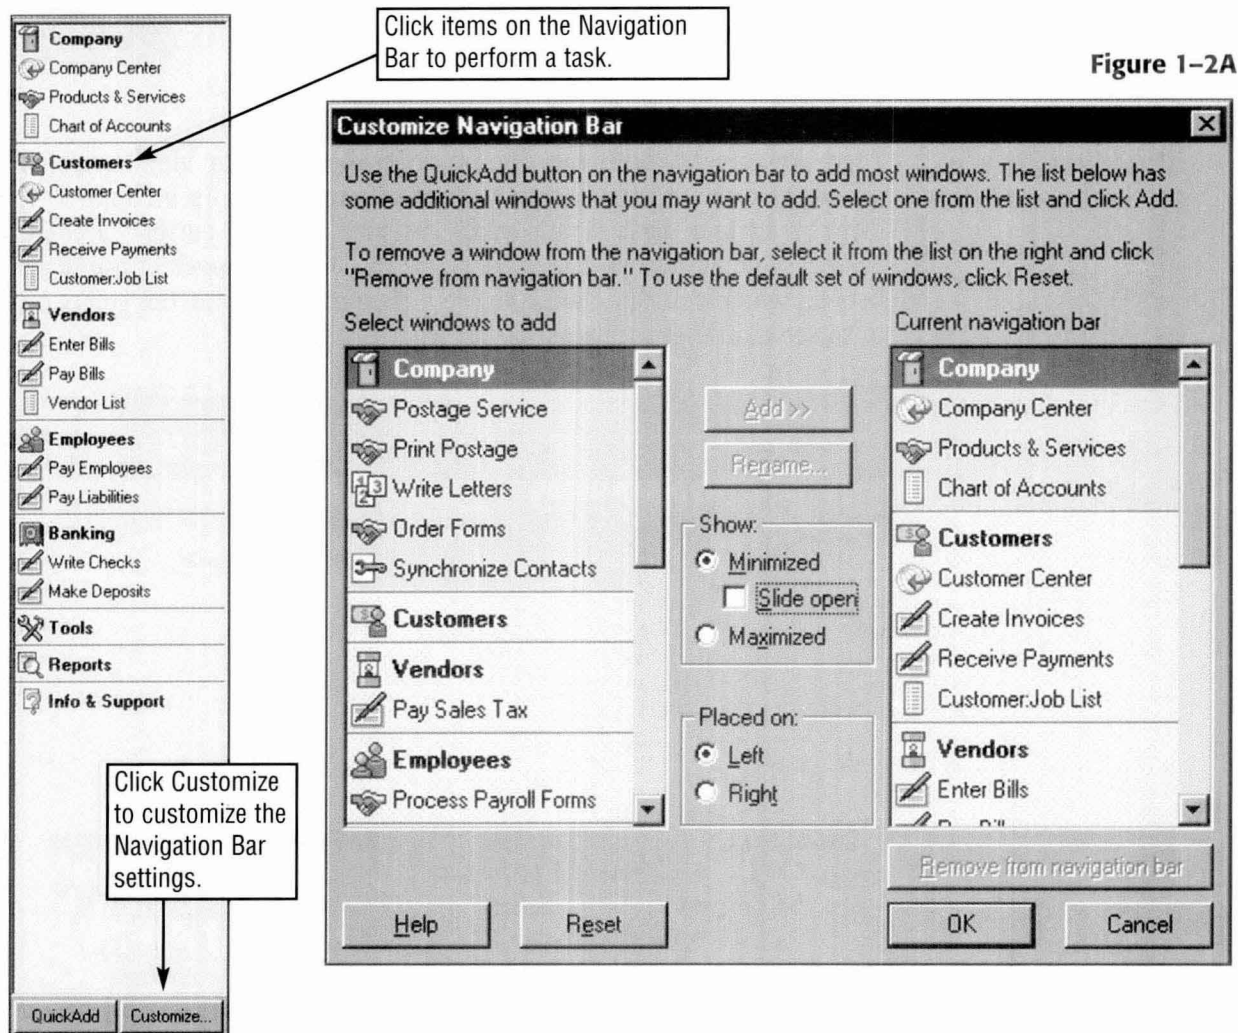 Click items on the Navigation
Bar to perform a task.
Figure 1–2A
Company
Company Center
Products & Services
Chart of Accounts
Customers
Customer Center
Create Invoices
Receive Payments
Customer:Job List
Vendors
Enter Bills
Pay Bills
Vendor List
Employees
Pay Employees
Pay Liabilities
Banking
Write Checks
Make Deposits
Tools
Reports
Info & Support
Click Customize
to customize the
Navigation Bar
settings.
QuickAdd
Customize...
Customize Navigation Bar
Use the QuickAdd button on the navigation bar to add most windows. The list below has
some additional windows that you may want to add. Select one from the list and click Add.
To remove a window from the navigation bar, select it from the list on the right and click
"Remove from navigation bar." To use the default set of windows, click Reset.
Select windows to add
Company
Postage Service
Print Postage
Write Letters
Order Forms
Synchronize Contacts
Customers
Vendors
Pay Sales Tax
Employees
Process Payroll Forms
Add >>
Rename...
Show:
Minimized
Slide open
Maximized
Placed on:
Left
Right
Current navigation bar
Company
Company Center
Products & Services
Chart of Accounts
Customers
Customer Center
Create Invoices
Receive Payments
Customer:Job List
Vendors
Enter Bills
Remove from navigation bar
Help
Reset
OK
Cancel